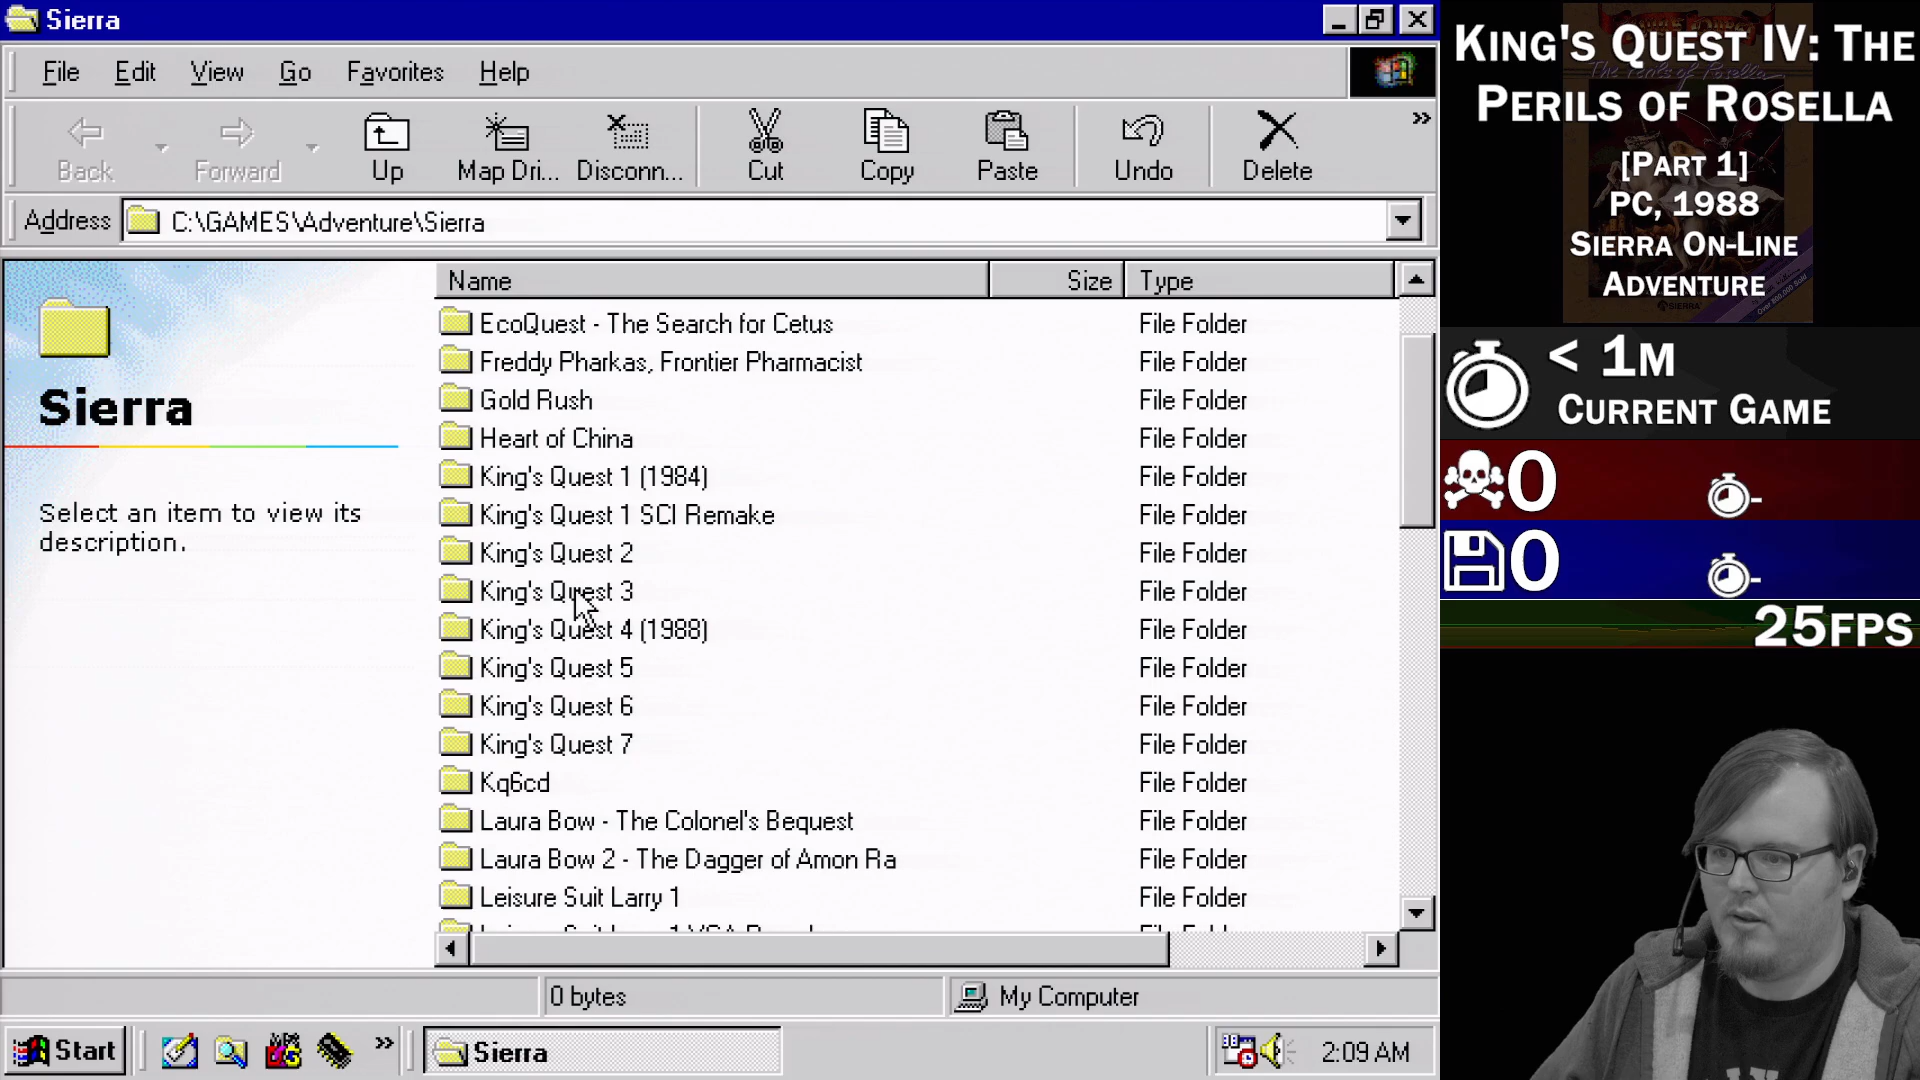 Sierra
File Edit View Go Favorites Help
Back Forward Up Map Dri... Disconn... Cut Copy Paste Undo Delete »
Address C:\GAMES\Adventure\Sierra
Name Size Type
EcoQuest - The Search for Cetus File Folder
Freddy Pharkas, Frontier Pharmacist File Folder
Gold Rush File Folder
Heart of China File Folder
King's Quest 1 (1984) File Folder
King's Quest 1 SCI Remake File Folder
King's Quest 2 File Folder
King's Quest 3 File Folder
King's Quest 4 (1988) File Folder
King's Quest 5 File Folder
King's Quest 6 File Folder
King's Quest 7 File Folder
Kq6cd File Folder
Laura Bow - The Colonel's Bequest File Folder
Laura Bow 2 - The Dagger of Amon Ra File Folder
Leisure Suit Larry 1 File Folder
Sierra
Select an item to view its
description.
0 bytes My Computer
Start » Sierra 2:09 AM
King's Quest IV: The
Perils of Rosella
[Part 1]
PC, 1988
Sierra On-Line
Adventure
< 1m
Current Game
0 -
0 -
25FPS